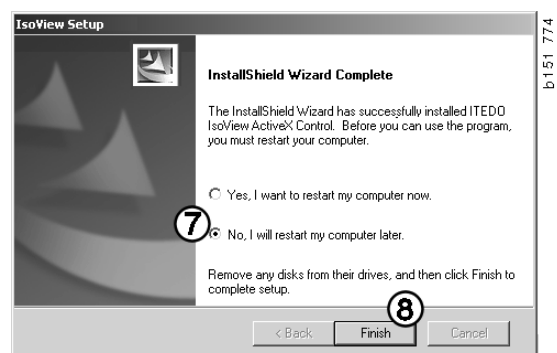 IsoView Setup
InstallShield Wizard Complete
The InstallShield Wizard has successfully installed ITEDO
IsoView ActiveX Control. Before you can use the program,
you must restart your computer.
Yes, I want to restart my computer now.
7
No, I will restart my computer later.
Remove any disks from their drives, and then click Finish to
complete setup.
8
< Back
Finish
Cancel
b151 774